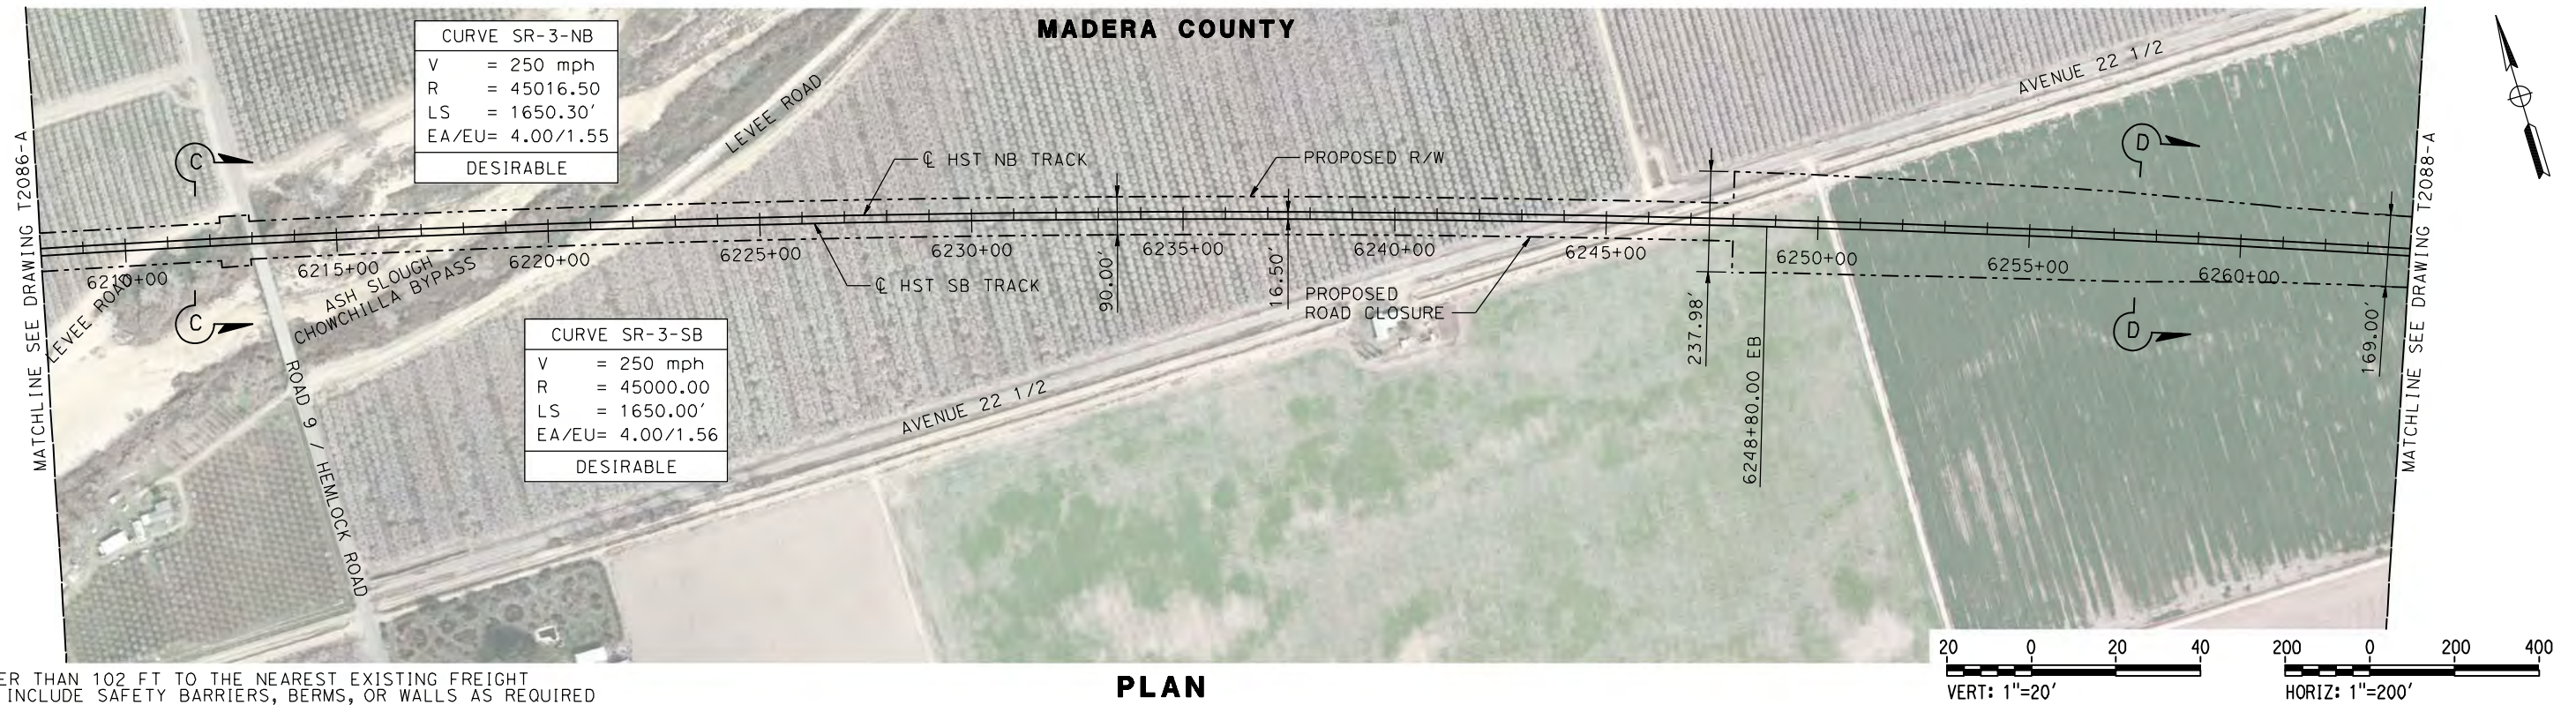 MADERA COUNTY
CURVE SR-3-NB
V = 250 mph
R = 45016.50
LS = 1650.30'
EA/EU= 4.00/1.55
DESIRABLE
LEVEE ROAD
AVENUE 22 1/2
C
D
℄ HST NB TRACK
PROPOSED R/W
MATCHLINE SEE DRAWING T2086-A
MATCHLINE SEE DRAWING T2088-A
6210+00
6215+00
6220+00
6225+00
6230+00
6235+00
6240+00
6245+00
6250+00
6255+00
6260+00
LEVEE ROAD
ASH SLOUGH
CHOWCHILLA BYPASS
℄ HST SB TRACK
90.00'
16.50'
PROPOSED
ROAD CLOSURE
237.98'
6248+80.00 EB
169.00'
C
D
CURVE SR-3-SB
V = 250 mph
R = 45000.00
LS = 1650.00'
EA/EU= 4.00/1.56
DESIRABLE
ROAD 9 / HEMLOCK ROAD
AVENUE 22 1/2
ER THAN 102 FT TO THE NEAREST EXISTING FREIGHT
INCLUDE SAFETY BARRIERS, BERMS, OR WALLS AS REQUIRED
PLAN
20 0 20 40
VERT: 1"=20'
200 0 200 400
HORIZ: 1"=200'